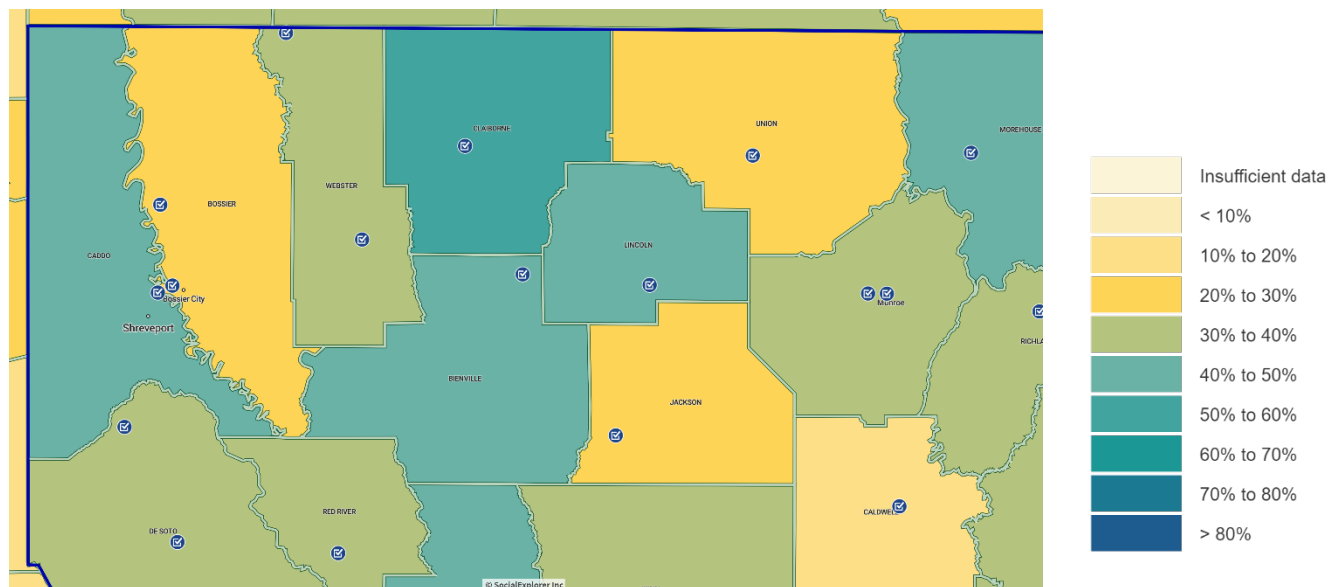 CLAIBORNE
UNION
MOREHOUSE
WEBSTER
BOSSIER
LINCOLN
CADDO
Bossier City
Monroe
Shreveport
RICHLA
BIENVILLE
JACKSON
RED RIVER
CALDWELL
DE SOTO
© SocialExplorer Inc
Insufficient data
< 10%
10% to 20%
20% to 30%
30% to 40%
40% to 50%
50% to 60%
60% to 70%
70% to 80%
> 80%